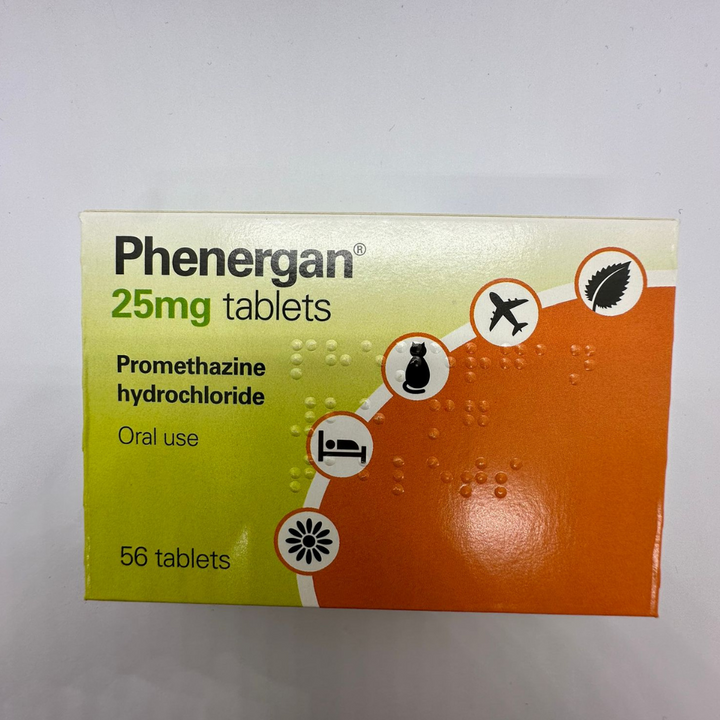 Phenergan®
25mg tablets
Promethazine
hydrochloride
Oral use
56 tablets